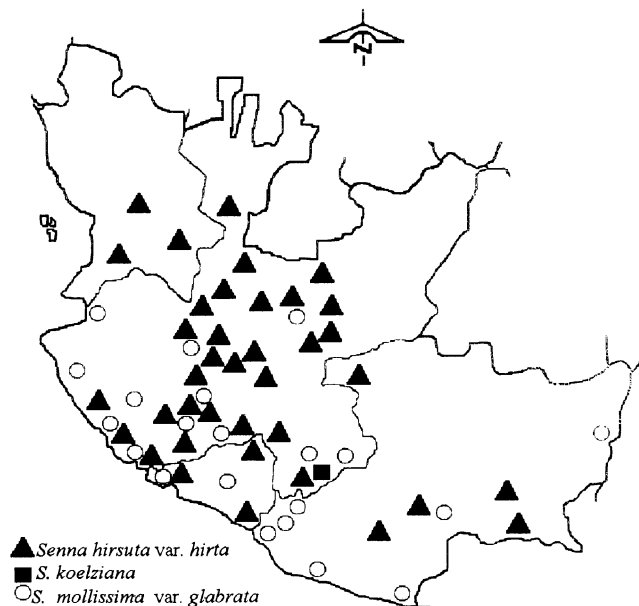 N
Senna hirsuta var. hirta
S. koelziana
S. mollissima var. glabrata